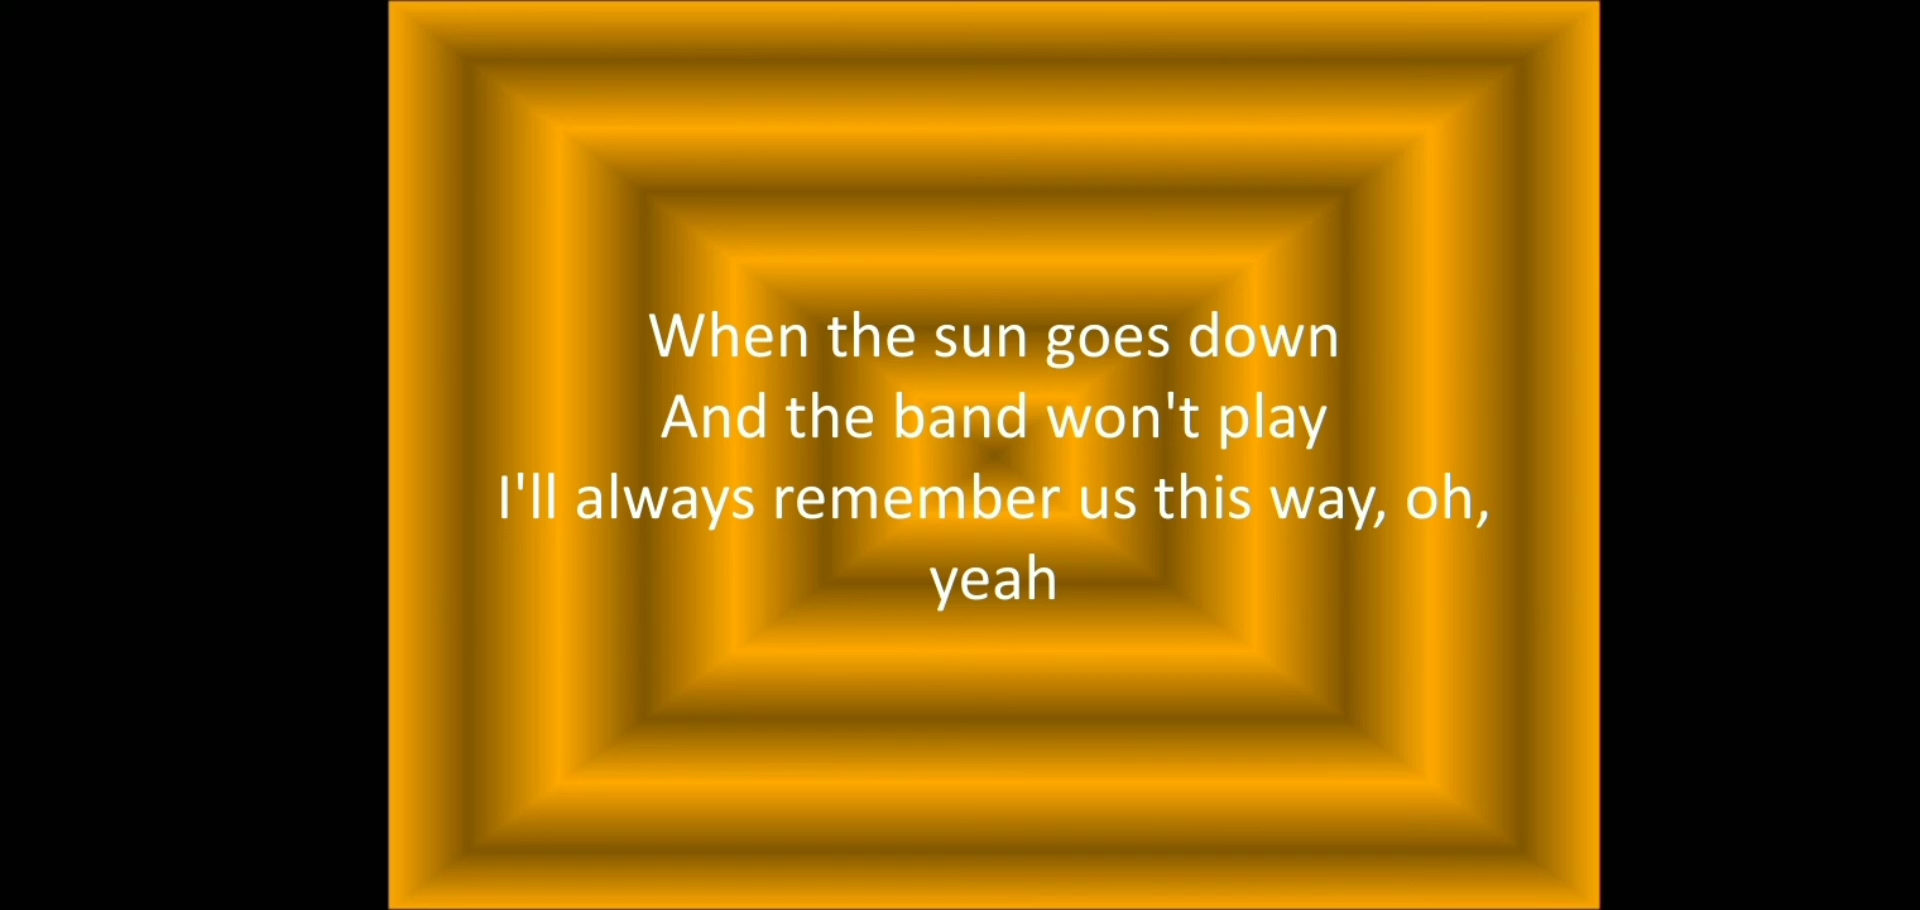 When the sun goes down
And the band won't play
I'll always remember us this way, oh,
yeah